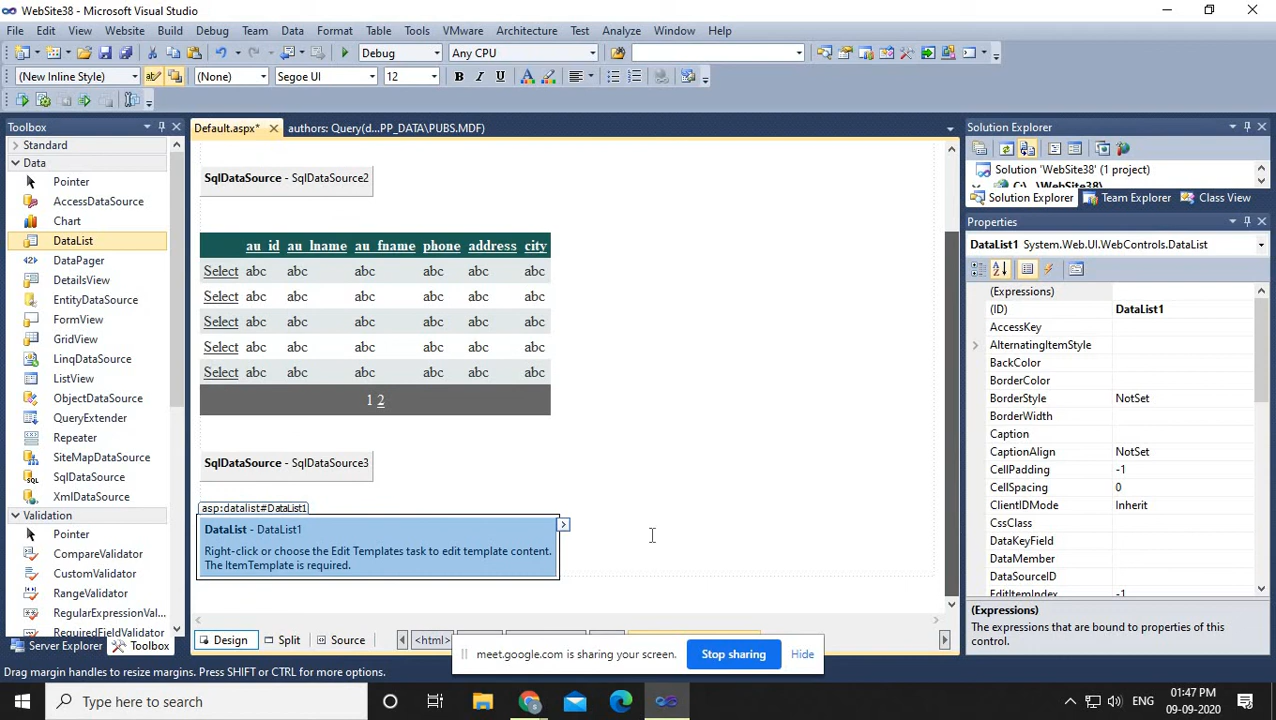 WebSite38 - Microsoft Visual Studio
File Edit View Website Build Debug Team Data Format Table Tools VMware Architecture Test Analyze Window Help
Debug Any CPU
(New Inline Style) (None) Segoe UI 12 B I U A
Toolbox
Standard
Data
Pointer
AccessDataSource
Chart
DataList
DataPager
DetailsView
EntityDataSource
FormView
GridView
LinqDataSource
ListView
ObjectDataSource
QueryExtender
Repeater
SiteMapDataSource
SqlDataSource
XmlDataSource
Validation
Pointer
CompareValidator
CustomValidator
RangeValidator
RegularExpressionVal...
RequiredFieldValidator
Server Explorer Toolbox
Default.aspx* authors: Query(d...PP_DATA\PUBS.MDF)
SqlDataSource - SqlDataSource2
au_id au_lname au_fname phone address city
Select abc abc abc abc abc abc
Select abc abc abc abc abc abc
Select abc abc abc abc abc abc
Select abc abc abc abc abc abc
Select abc abc abc abc abc abc
1 2
SqlDataSource - SqlDataSource3
asp:datalist#DataList1
DataList - DataList1
Right-click or choose the Edit Templates task to edit template content.
The ItemTemplate is required.
Design Split Source <html>
meet.google.com is sharing your screen. Stop sharing Hide
Solution Explorer
Solution 'WebSite38' (1 project)
C:\...\WebSite38\
Solution Explorer Team Explorer Class View
Properties
DataList1 System.Web.UI.WebControls.DataList
(Expressions)
(ID) DataList1
AccessKey
AlternatingItemStyle
BackColor
BorderColor
BorderStyle NotSet
BorderWidth
Caption
CaptionAlign NotSet
CellPadding -1
CellSpacing 0
ClientIDMode Inherit
CssClass
DataKeyField
DataMember
DataSourceID
EditItemIndex -1
(Expressions)
The expressions that are bound to properties of this
control.
Drag margin handles to resize margins. Press SHIFT or CTRL for more options.
Type here to search
ENG
01:47 PM
09-09-2020